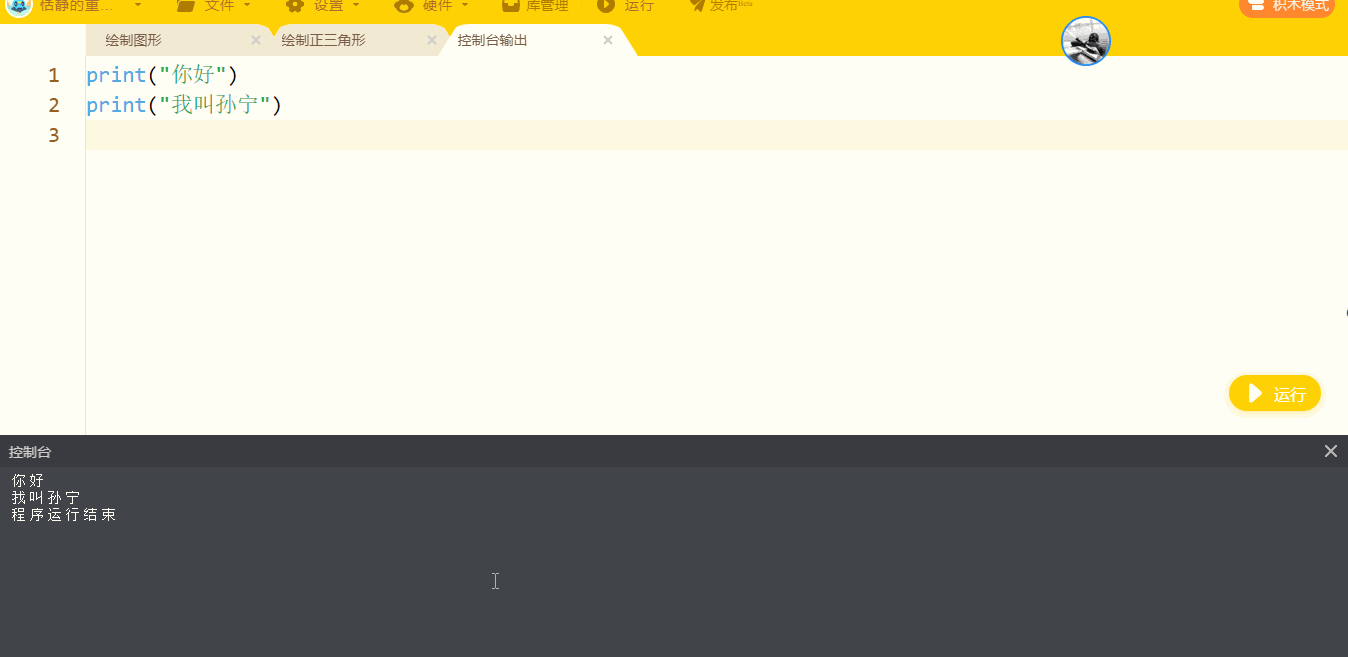 恬静的重... 文件 设置 硬件 库管理 运行 发布Beta 积木模式
绘制图形 绘制正三角形 控制台输出
1 print("你好")
2 print("我叫孙宁")
3
运行
控制台
你好
我叫孙宁
程序运行结束